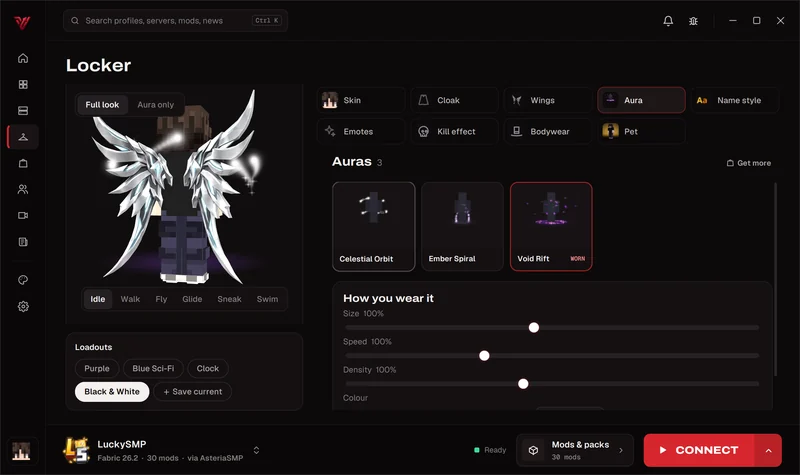 Search profiles, servers, mods, news
Ctrl K
Locker
Full look
Aura only
Skin
Cloak
Wings
Aura
Aa Name style
Emotes
Kill effect
Bodywear
Pet
Auras 3
Get more
Celestial Orbit
Ember Spiral
Void Rift
WORN
Idle
Walk
Fly
Glide
Sneak
Swim
How you wear it
Size 100%
Speed 100%
Density 100%
Colour
Loadouts
Purple
Blue Sci-Fi
Clock
Black & White
+ Save current
LuckySMP
Fabric 26.2 · 30 mods · via AsteriaSMP
Ready
Mods & packs
30 mods
CONNECT